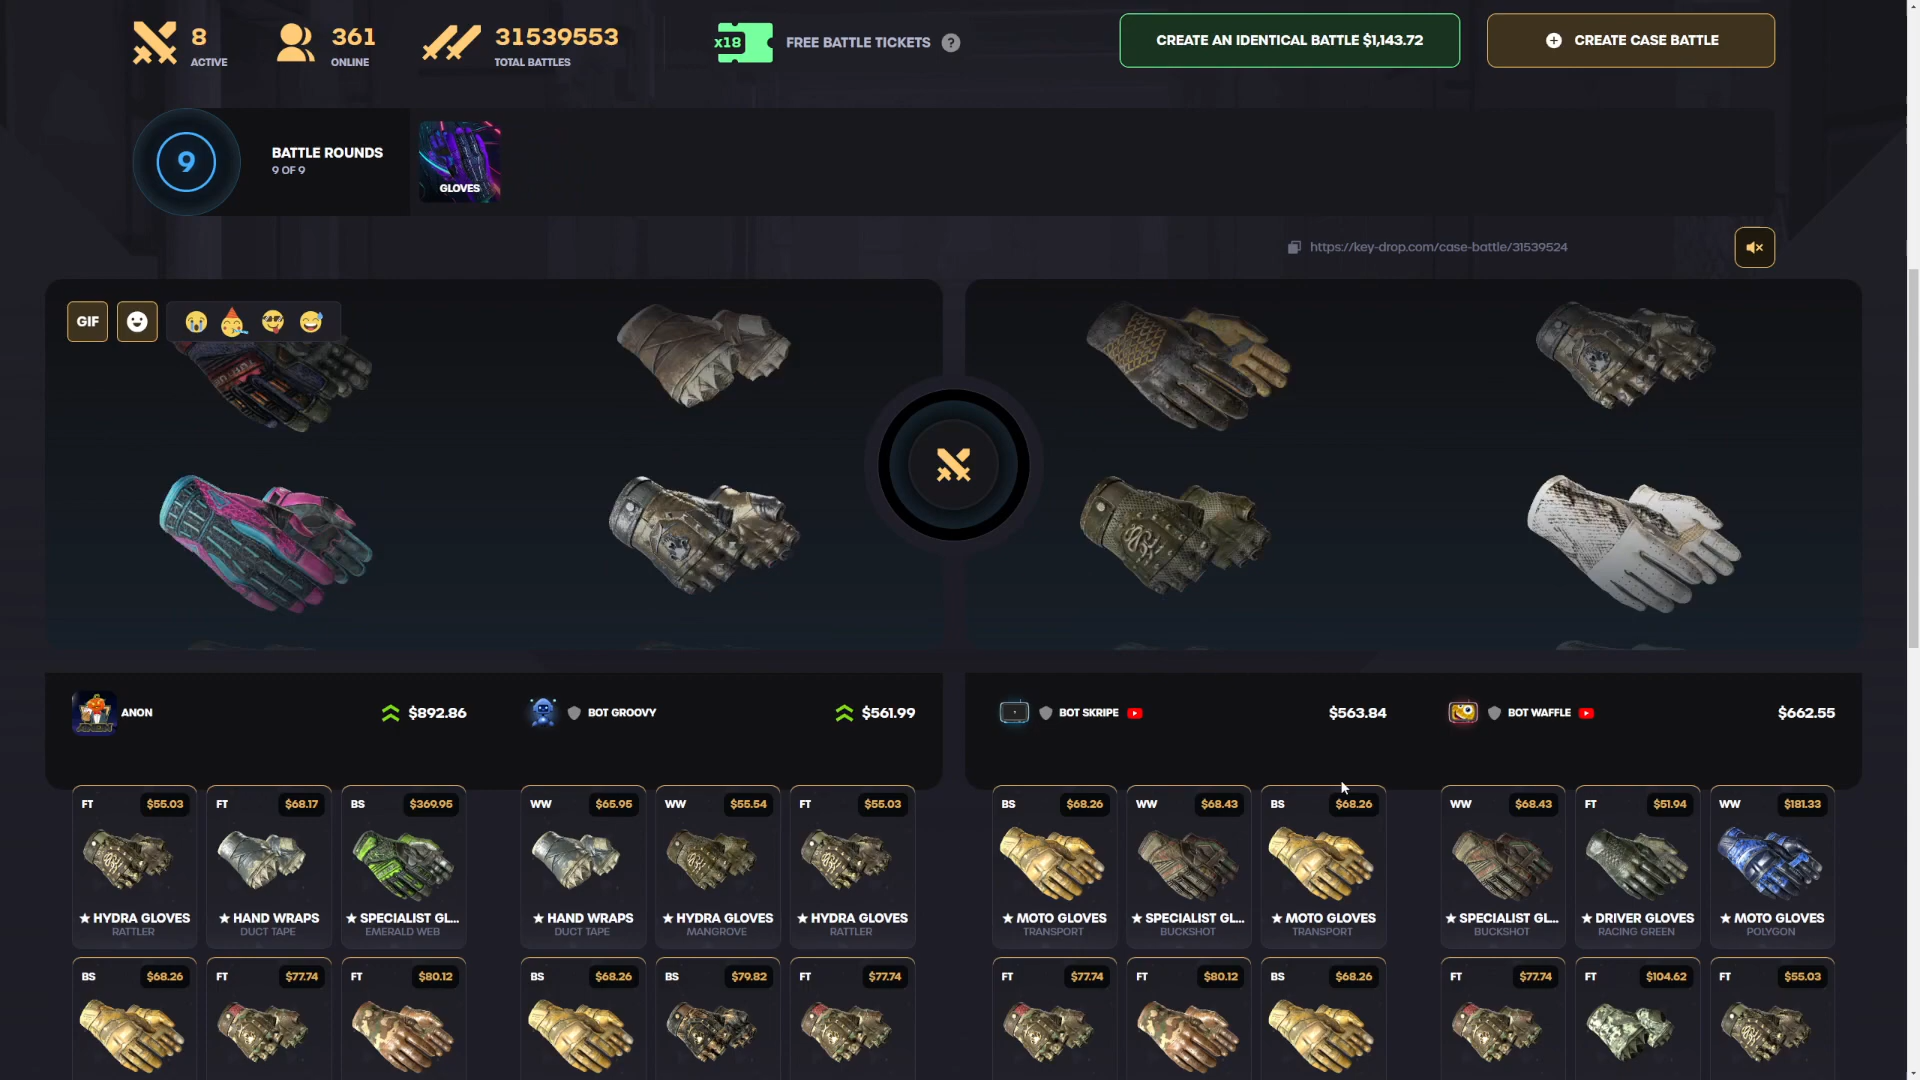 8
ACTIVE
361
ONLINE
31539553
TOTAL BATTLES
x18
FREE BATTLE TICKETS ?
CREATE AN IDENTICAL BATTLE $1,143.72
CREATE CASE BATTLE
9
BATTLE ROUNDS
9 OF 9
GLOVES
https://key-drop.com/case-battle/31539524
GIF
ANON $892.86
BOT GROOVY $561.99
BOT SKRIPE $563.84
BOT WAFFLE $662.55
FT $55.03 FT $68.17 BS $369.95 WW $65.95 WW $55.54 FT $55.03 BS $68.26 WW $68.43 BS $68.26 WW $68.43 FT $51.94 WW $181.33
★ HYDRA GLOVES ★ HAND WRAPS ★ SPECIALIST GL... ★ HAND WRAPS ★ HYDRA GLOVES ★ HYDRA GLOVES ★ MOTO GLOVES ★ SPECIALIST GL... ★ MOTO GLOVES ★ SPECIALIST GL... ★ DRIVER GLOVES ★ MOTO GLOVES
RATTLER DUCT TAPE EMERALD WEB DUCT TAPE MANGROVE RATTLER TRANSPORT BUCKSHOT TRANSPORT BUCKSHOT RACING GREEN POLYGON
BS $68.26 FT $77.74 FT $80.12 BS $68.26 BS $79.82 FT $77.74 FT $77.74 FT $80.12 BS $68.26 FT $77.74 FT $104.62 FT $55.03